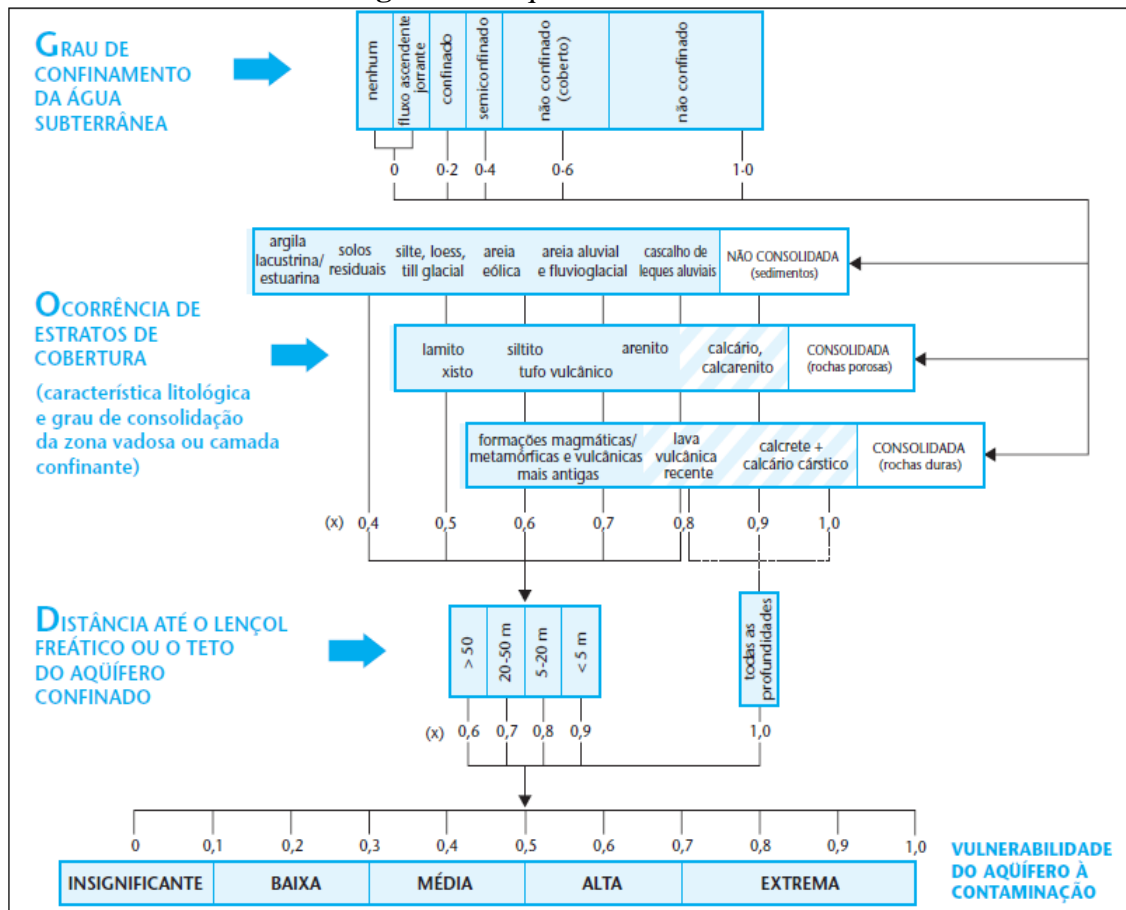 GRAU DE
CONFINAMENTO
DA ÁGUA
SUBTERRÂNEA
nenhum
fluxo ascendente
jorrante
confinado
semiconfinado
não confinado
(coberto)
não confinado
0
0-2
0-4
0-6
1-0
argila
lacustrina/
estuarina
solos
residuais
silte, loess,
till glacial
areia
eólica
areia aluvial
e fluvioglacial
cascalho de
leques aluviais
NÃO CONSOLIDADA
(sedimentos)
OCORRÊNCIA DE
ESTRATOS DE
COBERTURA
(característica litológica
e grau de consolidação
da zona vadosa ou camada
confinante)
lamito
xisto
siltito
tufo vulcânico
arenito
calcário,
calcarenito
CONSOLIDADA
(rochas porosas)
formações magmáticas/
metamórficas e vulcânicas
mais antigas
lava
vulcânica
recente
calcrete +
calcário cárstico
CONSOLIDADA
(rochas duras)
(x) 0,4 0,5 0,6 0,7 0,8 0,9 1,0
DISTÂNCIA ATÉ O LENÇOL
FREÁTICO OU O TETO
DO AQÜÍFERO
CONFINADO
> 50
20-50 m
5-20 m
< 5 m
todas as
profundidades
(x) 0,6 0,7 0,8 0,9 1,0
0 0,1 0,2 0,3 0,4 0,5 0,6 0,7 0,8 0,9 1,0
INSIGNIFICANTE BAIXA MÉDIA ALTA EXTREMA
VULNERABILIDADE
DO AQÜÍFERO À
CONTAMINAÇÃO